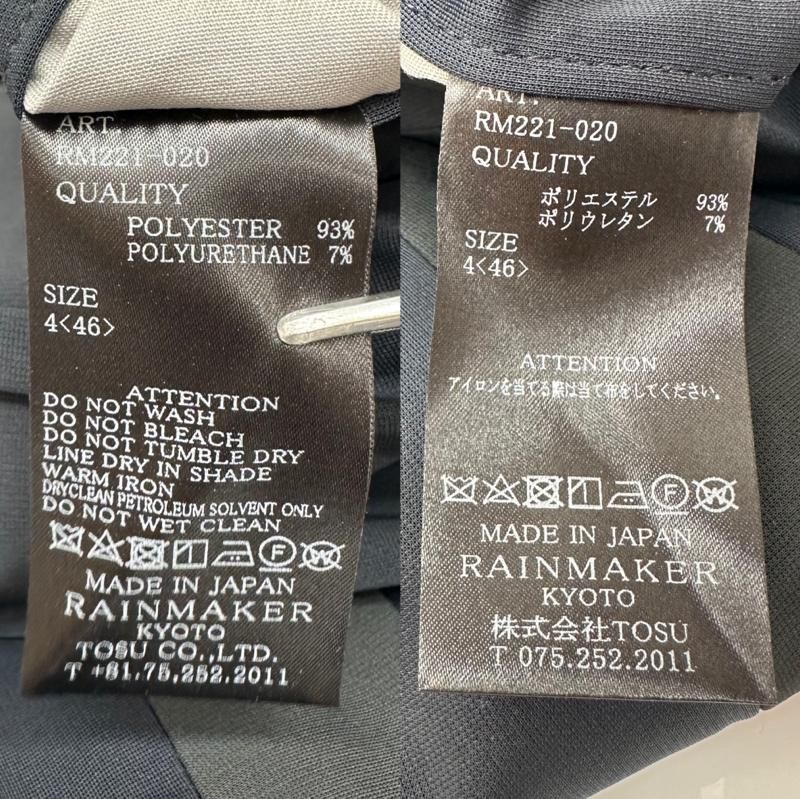 ART.
RM221-020
QUALITY
POLYESTER 93%
POLYURETHANE 7%
SIZE
4<46>
ATTENTION
DO NOT WASH
DO NOT BLEACH
DO NOT TUMBLE DRY
LINE DRY IN SHADE
WARM IRON
DRYCLEAN PETROLEUM SOLVENT ONLY
DO NOT WET CLEAN
F W
MADE IN JAPAN
RAINMAKER
KYOTO
TOSU CO.,LTD.
T +81.75.252.2011
ART.
RM221-020
QUALITY
ポリエステル 93%
ポリウレタン 7%
SIZE
4<46>
ATTENTION
アイロンを当てる際は当て布をしてください。
F W
MADE IN JAPAN
RAINMAKER
KYOTO
株式会社TOSU
T 075.252.2011